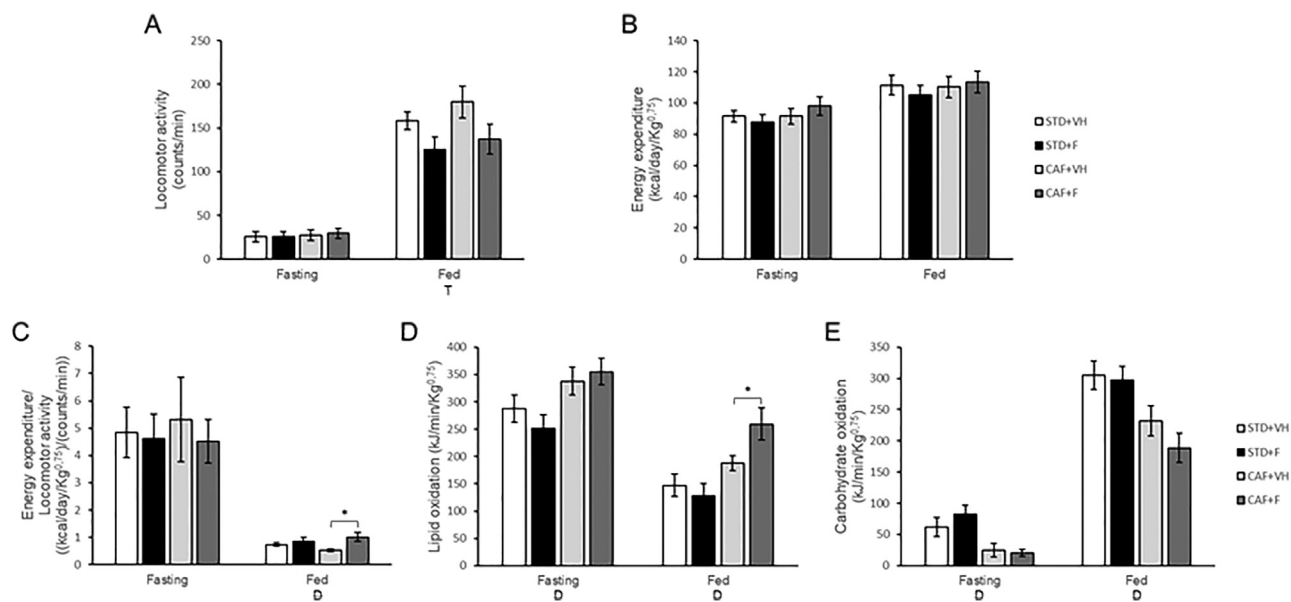 A
Locomotor activity
(counts/min)
250
200
150
100
50
0
Fasting
Fed
T
B
Energy expenditure
(kcal/day/Kg0,75)
140
120
100
80
60
40
20
0
Fasting
Fed
STD+VH
STD+F
CAF+VH
CAF+F
C
Energy expenditure/
Locomotor activity
((kcal/day/Kg0,75)/(counts/min))
8
7
6
5
4
3
2
1
0
*
Fasting
Fed
D
D
Lipid oxidation (kJ/min/Kg0,75)
400
350
300
250
200
150
100
50
0
*
Fasting
Fed
D
D
E
Carbohydrate oxidation
(kJ/min/Kg0,75)
350
300
250
200
150
100
50
0
Fasting
Fed
D
D
STD+VH
STD+F
CAF+VH
CAF+F